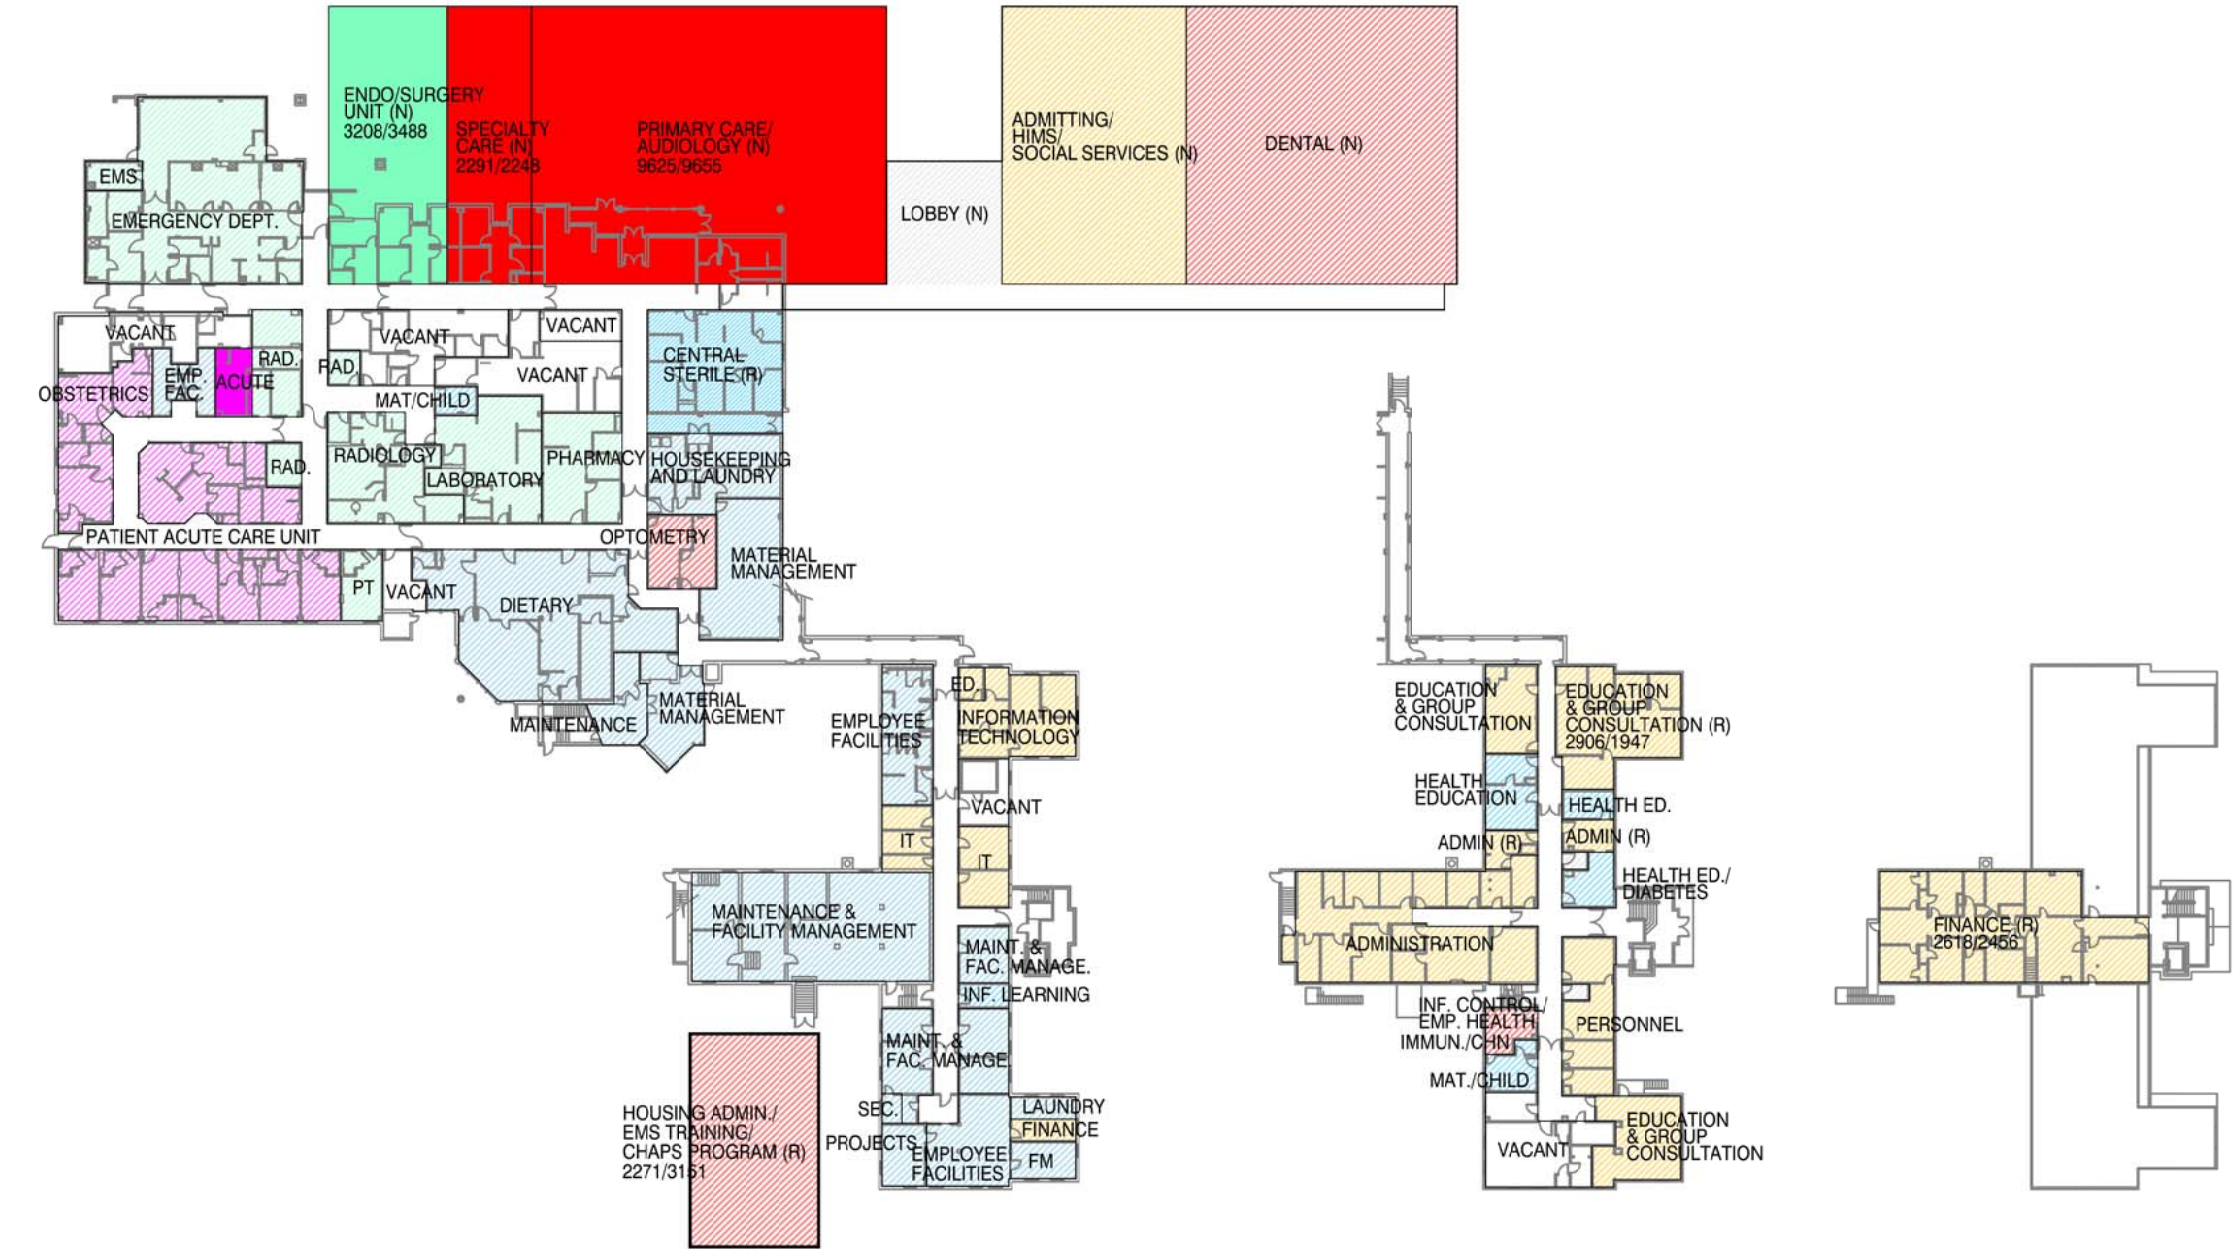 ENDO/SURGERY
UNIT (N)
3208/3488
SPECIALTY
CARE (N)
2291/2248
PRIMARY CARE/
AUDIOLOGY (N)
9625/9655
LOBBY (N)
ADMITTING/
HIMS/
SOCIAL SERVICES (N)
DENTAL (N)
EMS
EMERGENCY DEPT.
VACANT
OBSTETRICS
EMP.
FAC.
ACUTE
RAD.
RAD.
VACANT
VACANT
VACANT
MAT/CHILD
CENTRAL
STERILE (R)
RAD.
RADIOLOGY
LABORATORY
PHARMACY
HOUSEKEEPING
AND LAUNDRY
PATIENT ACUTE CARE UNIT
OPTOMETRY
MATERIAL
MANAGEMENT
PT
VACANT
DIETARY
MAINTENANCE
MATERIAL
MANAGEMENT
EMPLOYEE
FACILITIES
ED.
INFORMATION
TECHNOLOGY
VACANT
IT
IT
MAINTENANCE &
FACILITY MANAGEMENT
MAINT. &
FAC. MANAGE.
INF. LEARNING
MAINT. &
FAC. MANAGE.
SEC.
PROJECTS
EMPLOYEE
FACILITIES
LAUNDRY
FINANCE
FM
HOUSING ADMIN./
EMS TRAINING/
CHAPS PROGRAM (R)
2271/3151
EDUCATION
& GROUP
CONSULTATION
EDUCATION
& GROUP
CONSULTATION (R)
2906/1947
HEALTH
EDUCATION
HEALTH ED.
ADMIN (R)
ADMIN (R)
HEALTH ED./
DIABETES
ADMINISTRATION
INF. CONTROL/
EMP. HEALTH
IMMUN./CHN
MAT./CHILD
PERSONNEL
VACANT
EDUCATION
& GROUP
CONSULTATION
FINANCE (R)
2618/2456